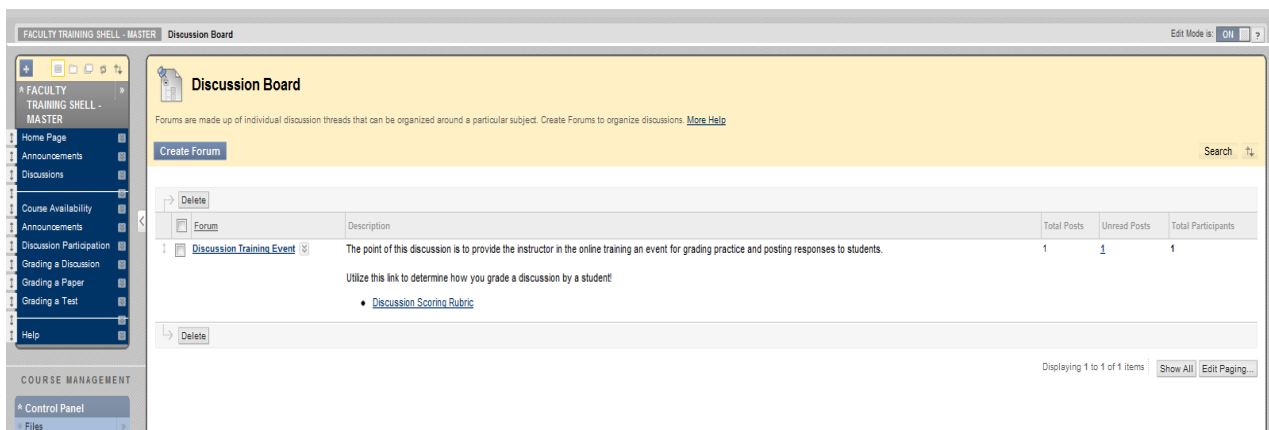 FACULTY TRAINING SHELL - MASTER Discussion Board
Edit Mode is: ON ?
FACULTY
TRAINING SHELL -
MASTER
Home Page
Announcements
Discussions
Course Availability
Announcements
Discussion Participation
Grading a Discussion
Grading a Paper
Grading a Test
Help
COURSE MANAGEMENT
Control Panel
Files
Discussion Board
Forums are made up of individual discussion threads that can be organized around a particular subject. Create Forums to organize discussions. More Help
Create Forum
Search
Delete
Forum Description Total Posts Unread Posts Total Participants
Discussion Training Event The point of this discussion is to provide the instructor in the online training an event for grading practice and posting responses to students. 1 1 1
Utilize this link to determine how you grade a discussion by a student!
Discussion Scoring Rubric
Delete
Displaying 1 to 1 of 1 items Show All Edit Paging...